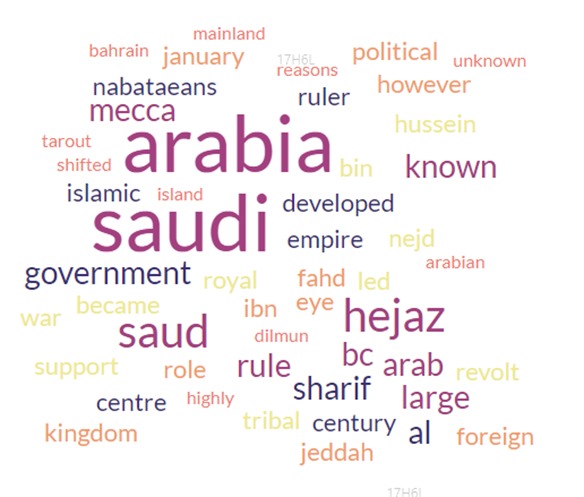 mainland
bahrain january 17H6L political
reasons unknown
nabataeans ruler however
mecca hussein
tarout arabia bin known
shifted
islamic island developed
saudi empire nejd
government royal fahd led arabian
war became ibn eye hejaz
saud dilmun
support role rule bc arab revolt
centre highly sharif large
kingdom tribal century al foreign
jeddah
17H6L